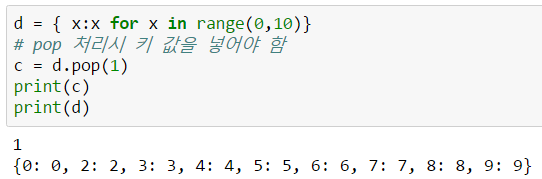 d = { x:x for x in range(0,10)}
# pop 처리시 키 값을 넣어야 함
c = d.pop(1)
print(c)
print(d)
1
{0: 0, 2: 2, 3: 3, 4: 4, 5: 5, 6: 6, 7: 7, 8: 8, 9: 9}